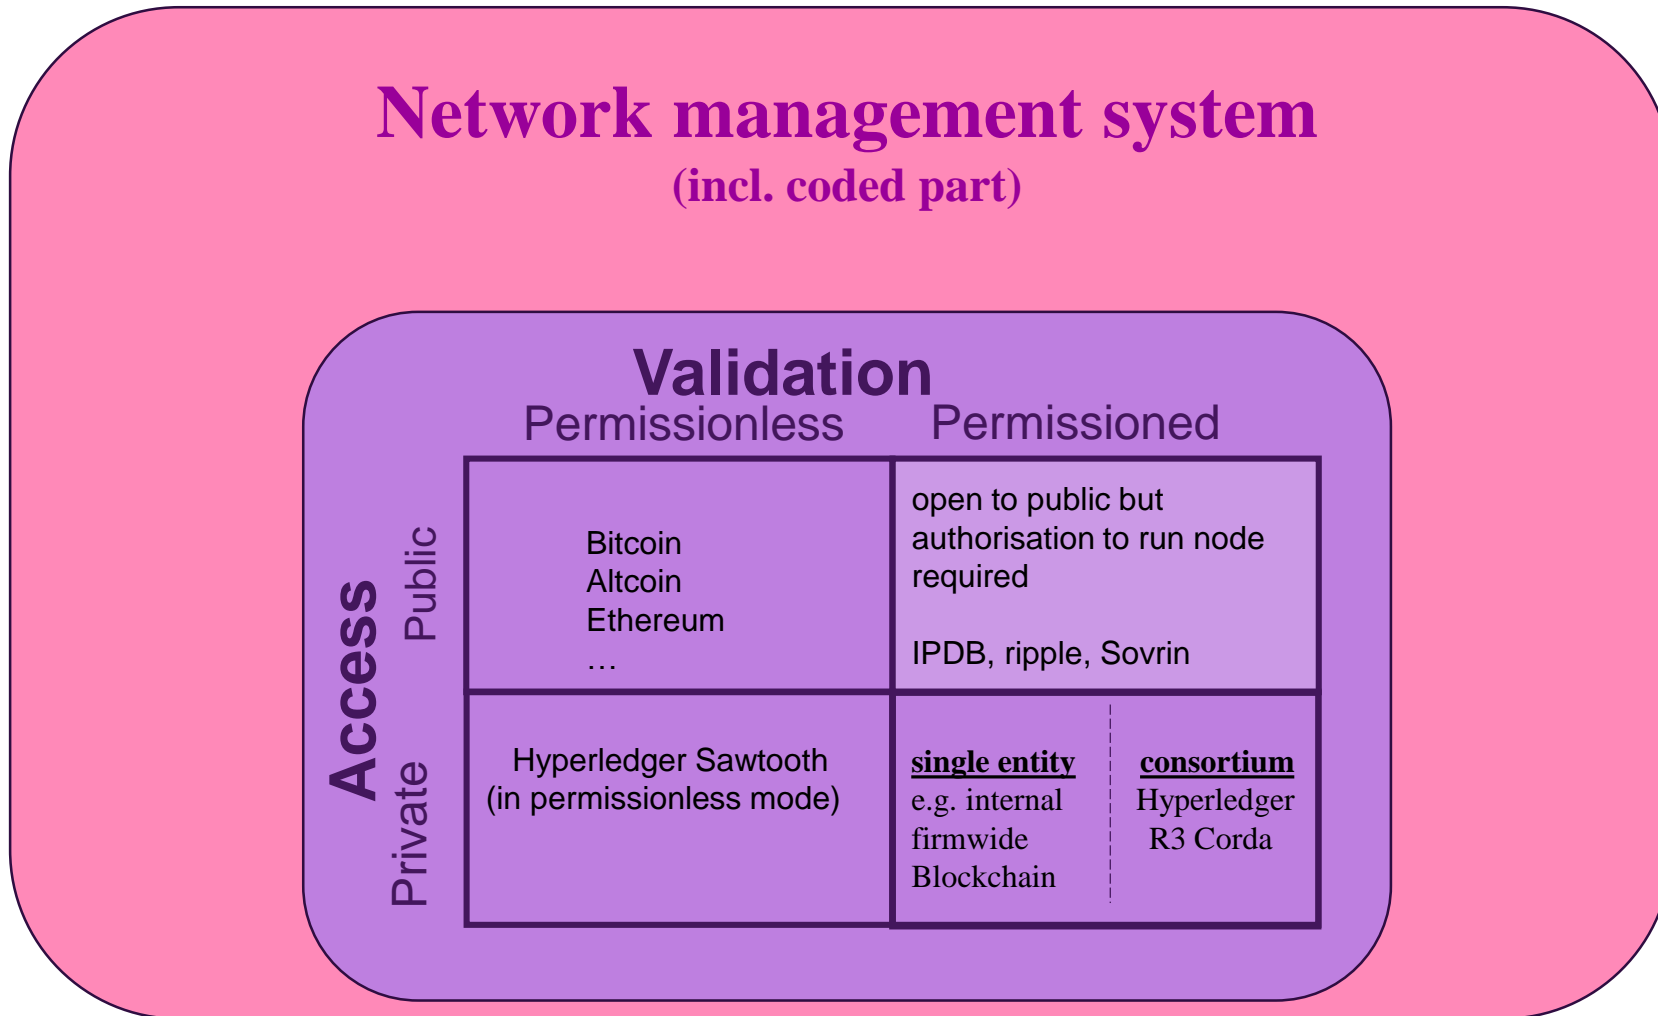 Network management system
(incl. coded part)
Validation
Permissionless
Permissioned
Access
Public
Bitcoin
Altcoin
Ethereum
…
open to public but
authorisation to run node
required
IPDB, ripple, Sovrin
Private
Hyperledger Sawtooth
(in permissionless mode)
single entity
e.g. internal
firmwide
Blockchain
consortium
Hyperledger
R3 Corda